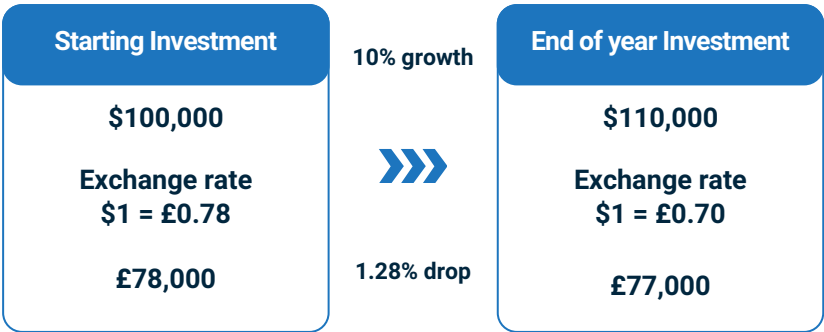 Starting Investment
$100,000
Exchange rate
$1 = £0.78
£78,000
10% growth
1.28% drop
End of year Investment
$110,000
Exchange rate
$1 = £0.70
£77,000